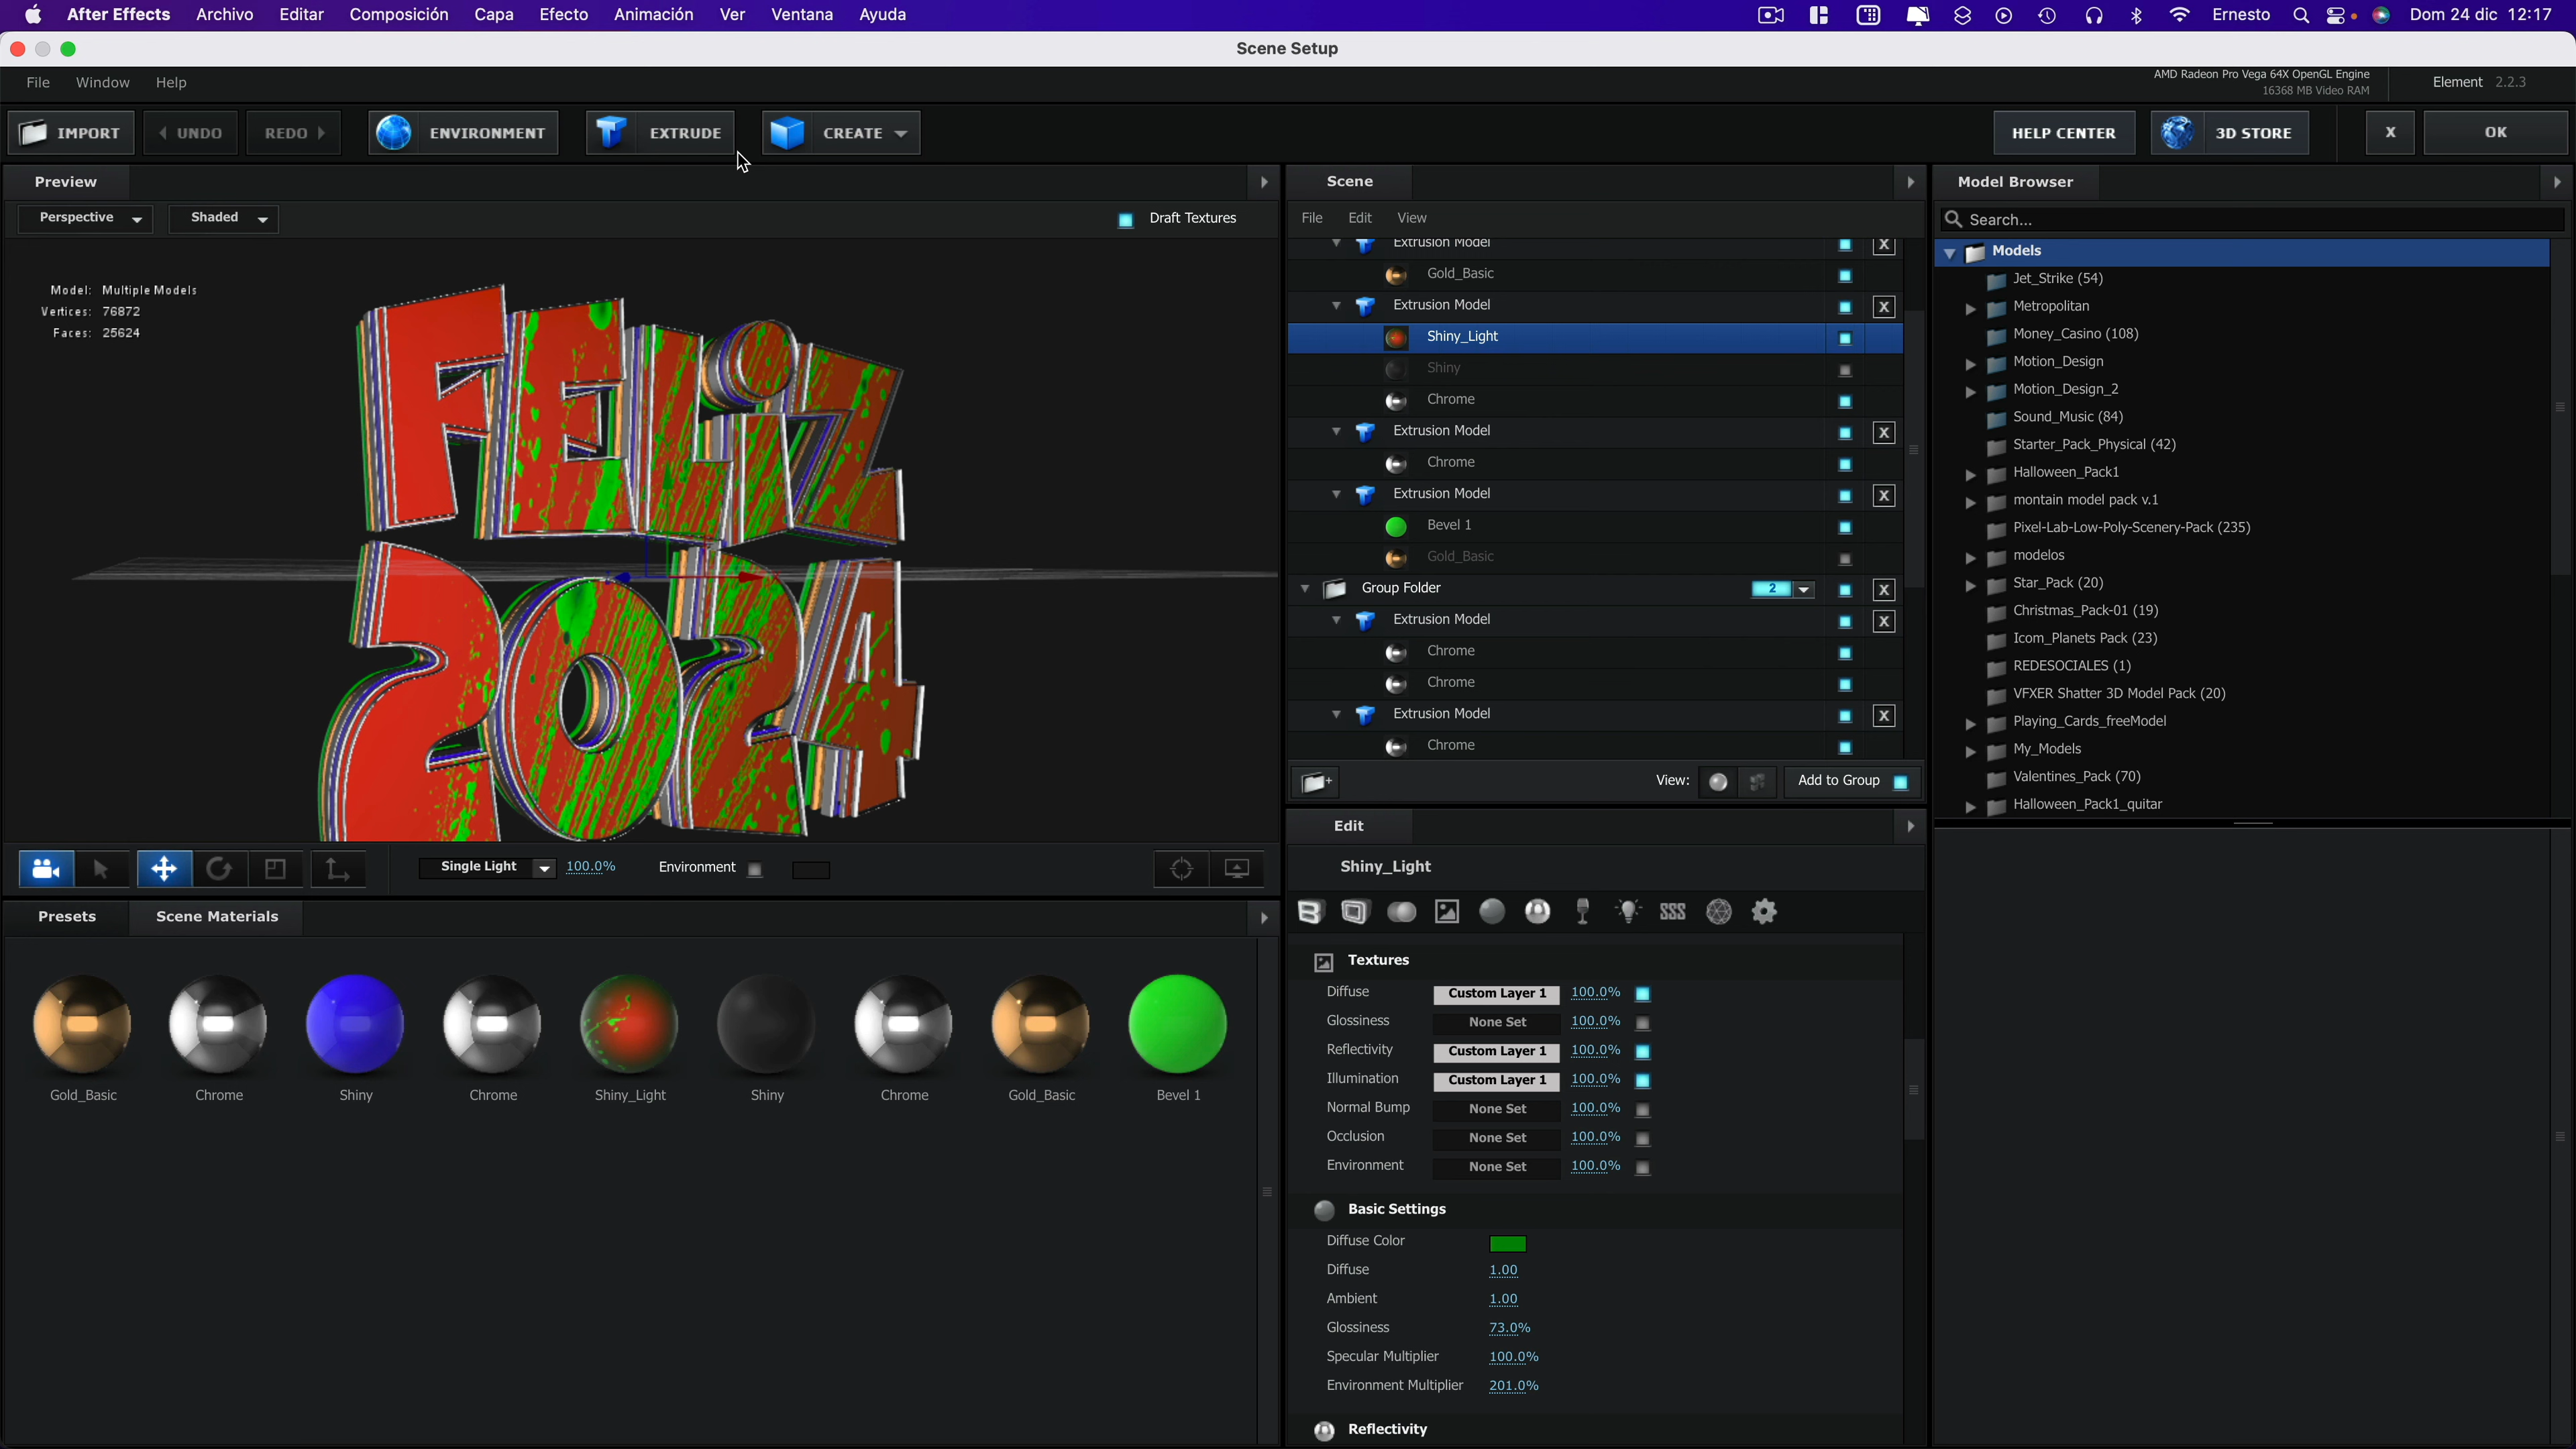 After Effects Archivo Editar Composición Capa Efecto Animación Ver Ventana Ayuda Ernesto Dom 24 dic 12:17
Scene Setup
File Window Help
AMD Radeon Pro Vega 64X OpenGL Engine
16368 MB Video RAM
Element 2.2.3
IMPORT UNDO REDO ENVIRONMENT EXTRUDE CREATE HELP CENTER 3D STORE X OK
Preview
Perspective Shaded Draft Textures
Model: Multiple Models
Vertices: 76872
Faces: 25624
FELiZ
2024
Single Light 100.0% Environment
Presets Scene Materials
Gold_Basic Chrome Shiny Chrome Shiny_Light Shiny Chrome Gold_Basic Bevel 1
Scene
File Edit View
Extrusion Model X
Gold_Basic
Extrusion Model X
Shiny_Light
Shiny
Chrome
Extrusion Model X
Chrome
Extrusion Model X
Bevel 1
Gold_Basic
Group Folder 2 X
Extrusion Model X
Chrome
Chrome
Extrusion Model X
Chrome
View: Add to Group
Edit
Shiny_Light
SSS
Textures
Diffuse Custom Layer 1 100.0%
Glossiness None Set 100.0%
Reflectivity Custom Layer 1 100.0%
Illumination Custom Layer 1 100.0%
Normal Bump None Set 100.0%
Occlusion None Set 100.0%
Environment None Set 100.0%
Basic Settings
Diffuse Color
Diffuse 1.00
Ambient 1.00
Glossiness 73.0%
Specular Multiplier 100.0%
Environment Multiplier 201.0%
Reflectivity
Model Browser
Search...
Models
Jet_Strike (54)
Metropolitan
Money_Casino (108)
Motion_Design
Motion_Design_2
Sound_Music (84)
Starter_Pack_Physical (42)
Halloween_Pack1
montain model pack v.1
Pixel-Lab-Low-Poly-Scenery-Pack (235)
modelos
Star_Pack (20)
Christmas_Pack-01 (19)
Icom_Planets Pack (23)
REDESOCIALES (1)
VFXER Shatter 3D Model Pack (20)
Playing_Cards_freeModel
My_Models
Valentines_Pack (70)
Halloween_Pack1_quitar